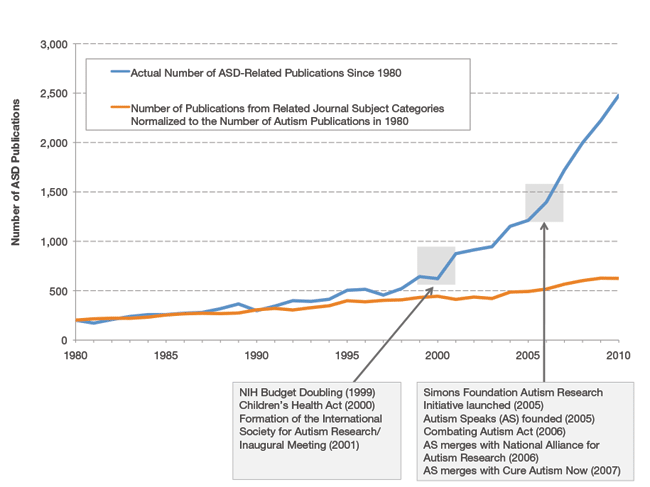 3,000
Actual Number of ASD-Related Publications Since 1980
2,500
Number of Publications from Related Journal Subject Categories
Normalized to the Number of Autism Publications in 1980
2,000
Number of ASD Publications
1,500
1,000
500
0
1980
1985
1990
1995
2000
2005
2010
NIH Budget Doubling (1999)
Children's Health Act (2000)
Formation of the International
Society for Autism Research/
Inaugural Meeting (2001)
Simons Foundation Autism Research
Initiative launched (2005)
Autism Speaks (AS) founded (2005)
Combating Autism Act (2006)
AS merges with National Alliance for
Autism Research (2006)
AS merges with Cure Autism Now (2007)